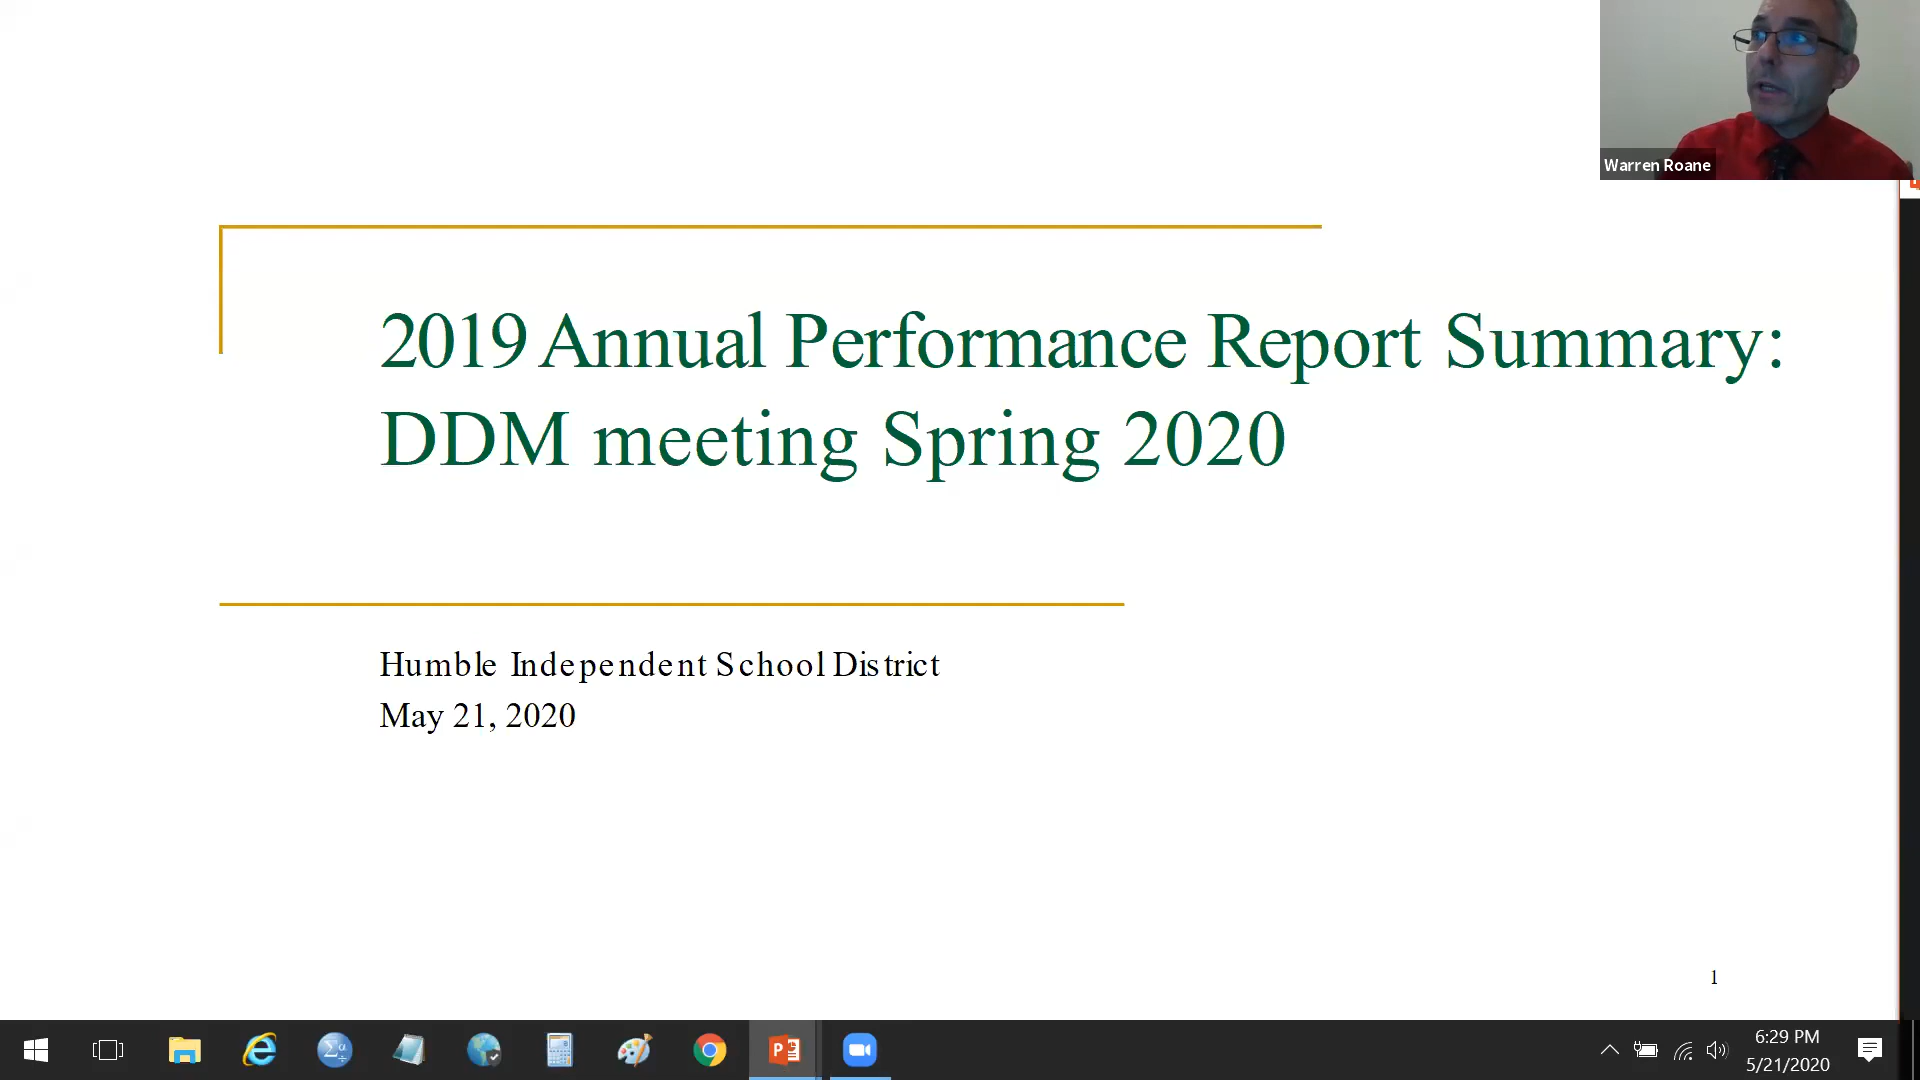 Warren Roane
2019 Annual Performance Report Summary:
DDM meeting Spring 2020
Humble Independent School District
May 21, 2020
1
6:29 PM
5/21/2020